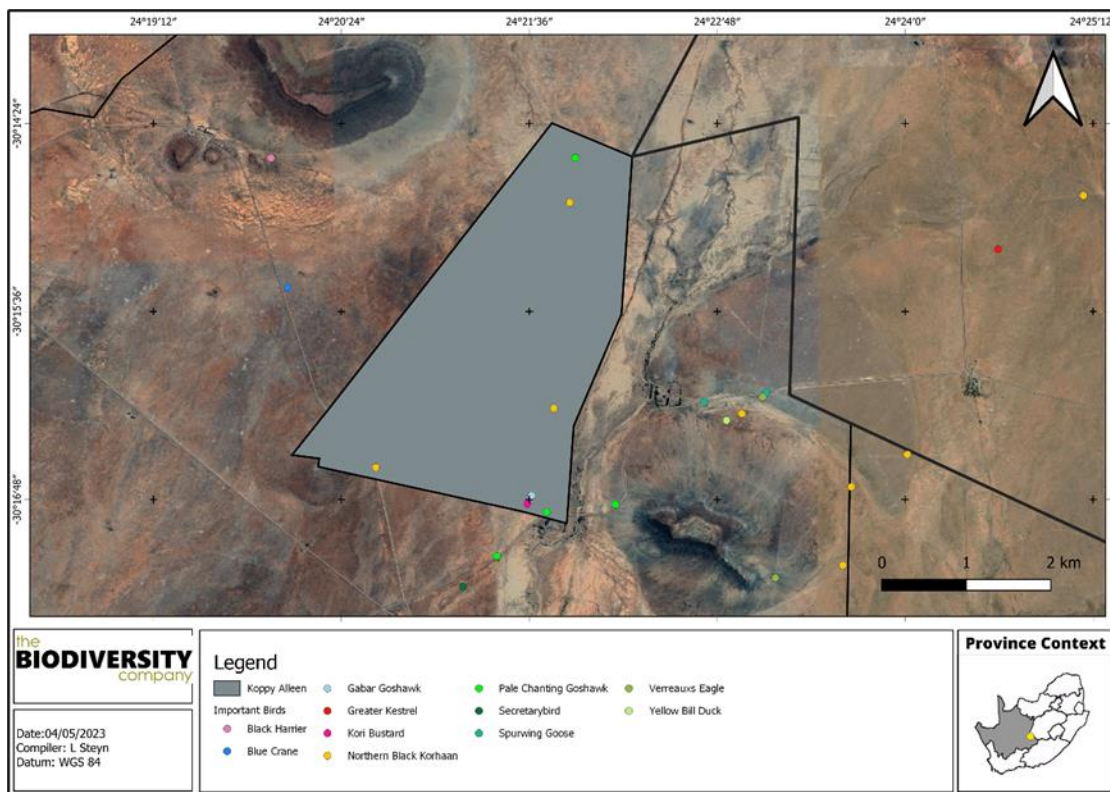 24°19'12" 24°20'24" 24°21'36" 24°22'48" 24°24'0" 24°25'12
-30°14'24"
-30°15'36"
-30°16'48"
0 1 2 km
the
BIODIVERSITY
company
Date:04/05/2023
Compiler: L Steyn
Datum: WGS 84
Legend
Koppy Alleen
Important Birds
Black Harrier
Blue Crane
Gabar Goshawk
Greater Kestrel
Kori Bustard
Northern Black Korhaan
Pale Chanting Goshawk
Secretarybird
Spurwing Goose
Verreauxs Eagle
Yellow Bill Duck
Province Context